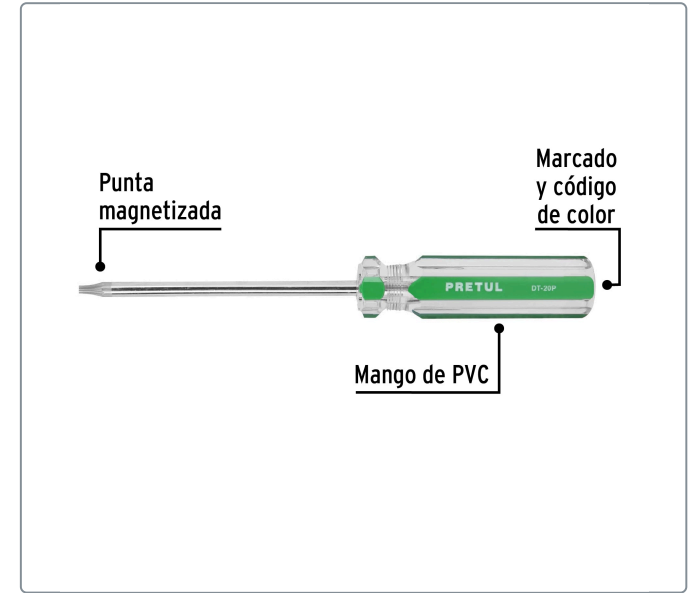 Punta
magnetizada
Marcado
y código
de color
PRETUL DT-20P
Mango de PVC